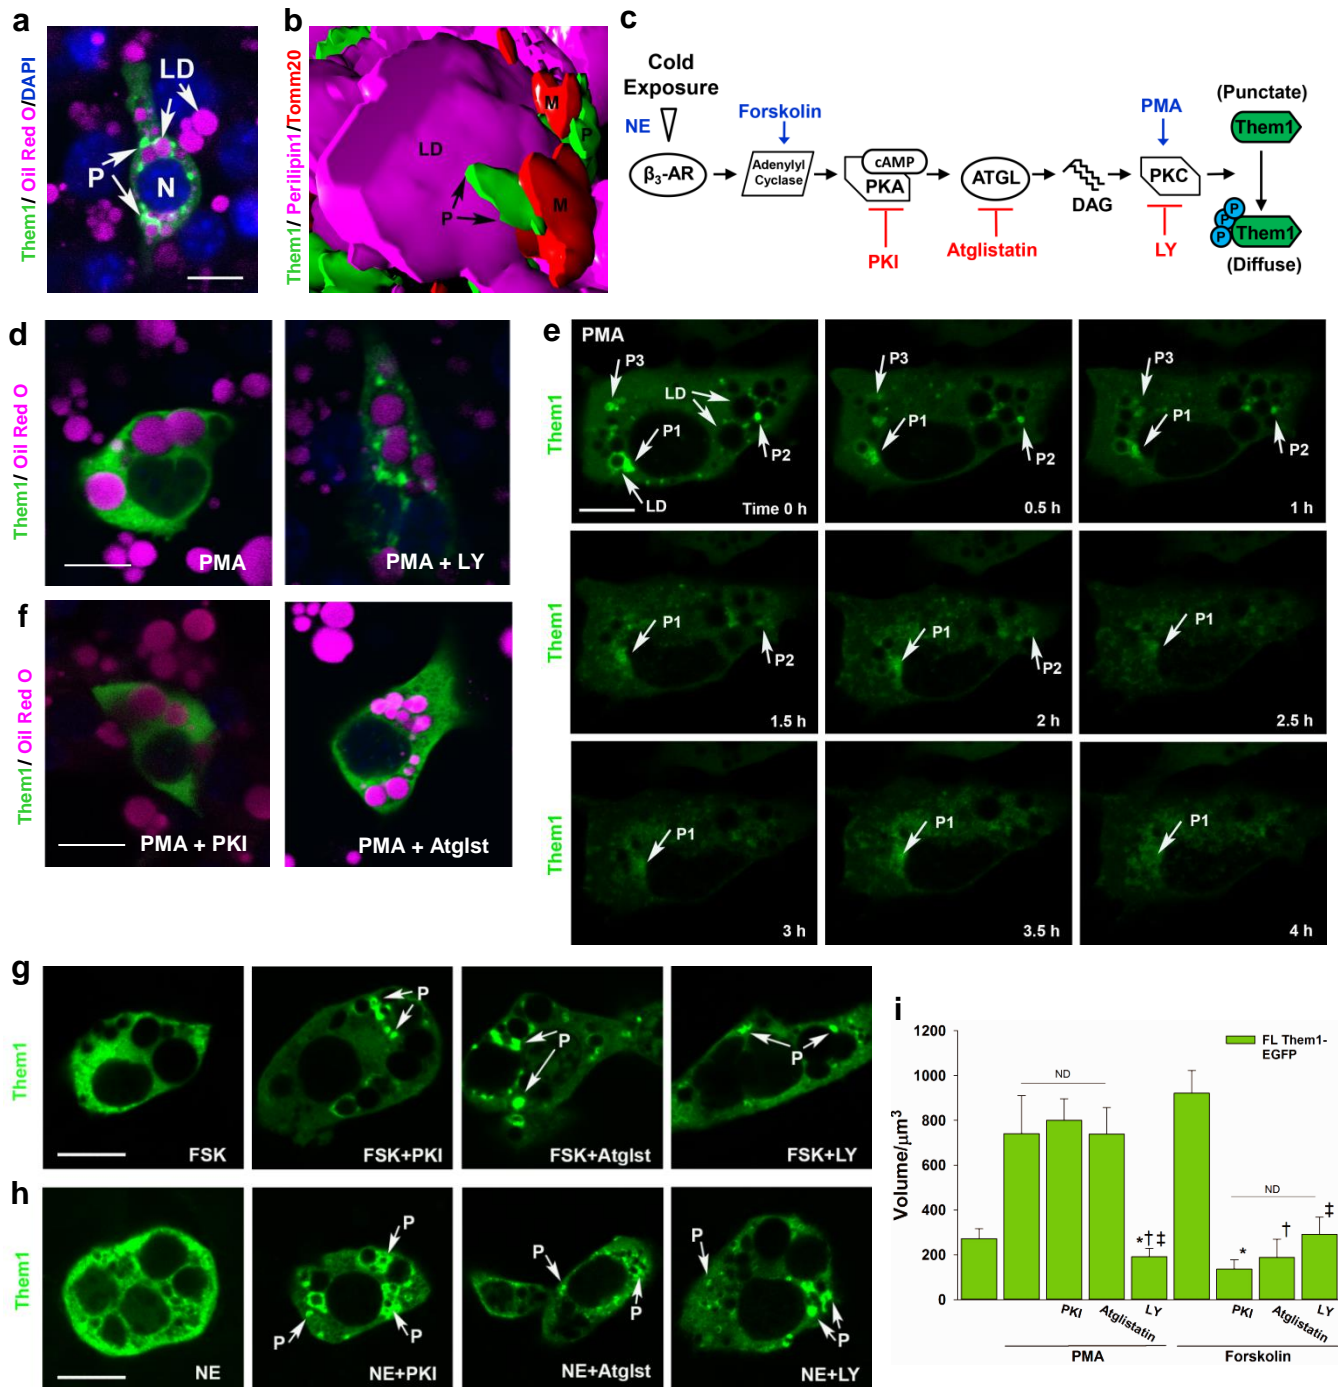 a
Them1/ Oil Red O/DAPI
LD
P
N
b
Them1/ Perilipin1/Tomm20
LD
P
M
P
M
c
Cold
Exposure
NE
β3-AR
Forskolin
Adenylyl
Cyclase
cAMP
PKA
PKI
ATGL
Atglistatin
DAG
PMA
PKC
LY
(Punctate)
Them1
P
P
P
Them1
(Diffuse)
d
Them1/ Oil Red O
PMA
PMA + LY
e
Them1
PMA
P3
LD
P1
P2
LD
Time 0 h
P3
P1
P2
0.5 h
P3
P1
P2
1 h
Them1
P1
P2
1.5 h
P1
P2
2 h
P1
2.5 h
Them1
P1
3 h
P1
3.5 h
P1
4 h
f
Them1/ Oil Red O
PMA + PKI
PMA + Atglst
g
Them1
FSK
P
FSK+PKI
P
FSK+Atglst
P
FSK+LY
h
Them1
NE
P
P
P
NE+PKI
P
P
NE+Atglst
P
P
NE+LY
i
Volume/µm³
1200
1000
800
600
400
200
0
FL Them1-
EGFP
ND
*†‡
ND
*
†
‡
PKI
Atglistatin
LY
PKI
Atglistatin
LY
PMA
Forskolin